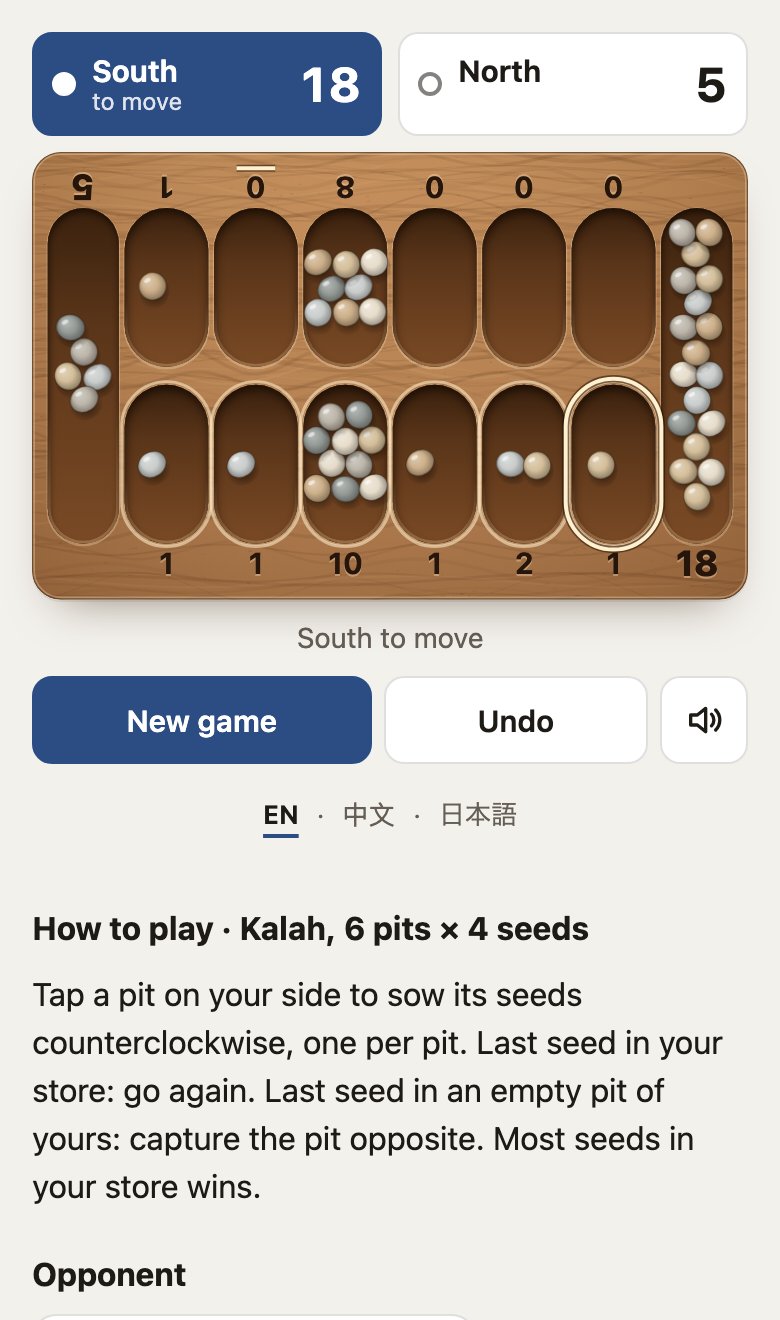 South
to move
18
North
5
5 1 0 8 0 0 0
1 1 10 1 2 1 18
South to move
New game
Undo
EN · 中文 · 日本語
How to play · Kalah, 6 pits × 4 seeds
Tap a pit on your side to sow its seeds
counterclockwise, one per pit. Last seed in your
store: go again. Last seed in an empty pit of
yours: capture the pit opposite. Most seeds in
your store wins.
Opponent